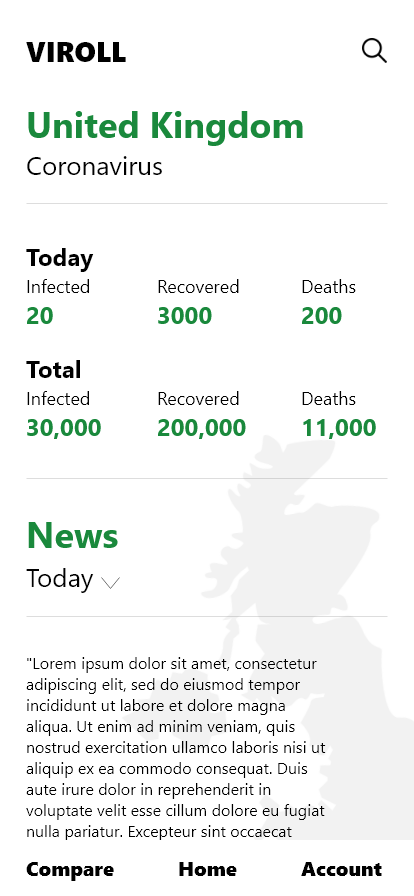 VIROLL
United Kingdom
Coronavirus
Today
Infected Recovered Deaths
20 3000 200
Total
Infected Recovered Deaths
30,000 200,000 11,000
News
Today
"Lorem ipsum dolor sit amet, consectetur
adipiscing elit, sed do eiusmod tempor
incididunt ut labore et dolore magna
aliqua. Ut enim ad minim veniam, quis
nostrud exercitation ullamco laboris nisi ut
aliquip ex ea commodo consequat. Duis
aute irure dolor in reprehenderit in
voluptate velit esse cillum dolore eu fugiat
nulla pariatur. Excepteur sint occaecat
Compare Home Account